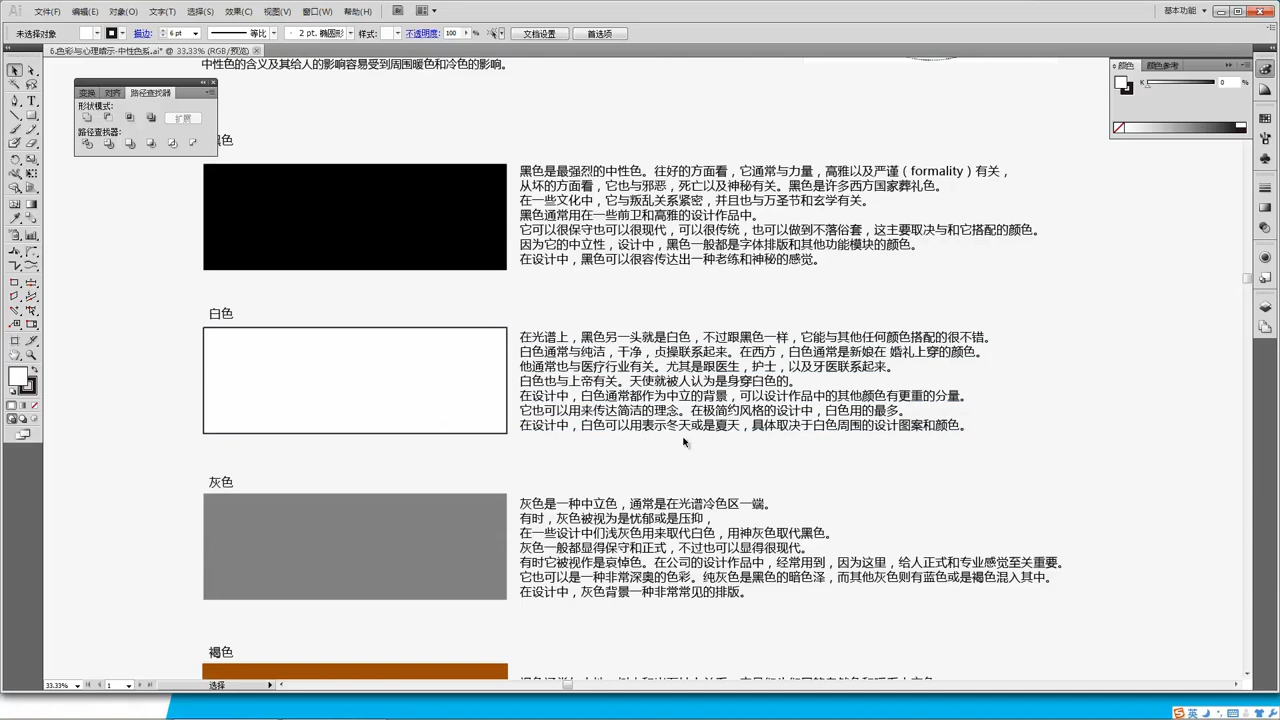 Ai 文件(F) 编辑(E) 对象(O) 文字(T) 选择(S) 效果(C) 视图(V) 窗口(W) 帮助(H) Br 基本功能
未选择对象 描边: 6 pt 等比 2 pt. 椭圆形 样式: 不透明度: 100 % 文档设置 首选项
6.色彩与心理暗示-中性色系.ai* @ 33.33% (RGB/预览)
中性色的含义及其给人的影响容易受到周围暖色和冷色的影响。
颜色 颜色参考
K 0 %
变换 对齐 路径查找器
形状模式:
扩展
路径查找器:
色
黑色是最强烈的中性色。往好的方面看，它通常与力量，高雅以及严谨（formality）有关，
从坏的方面看，它也与邪恶，死亡以及神秘有关。黑色是许多西方国家葬礼色。
在一些文化中，它与叛乱关系紧密，并且也与万圣节和玄学有关。
黑色通常用在一些前卫和高雅的设计作品中。
它可以很保守也可以很现代，可以很传统，也可以做到不落俗套，这主要取决与和它搭配的颜色。
因为它的中立性，设计中，黑色一般都是字体排版和其他功能模块的颜色。
在设计中，黑色可以很容传达出一种老练和神秘的感觉。
白色
在光谱上，黑色另一头就是白色，不过跟黑色一样，它能与其他任何颜色搭配的很不错。
白色通常与纯洁，干净，贞操联系起来。在西方，白色通常是新娘在 婚礼上穿的颜色。
他通常也与医疗行业有关。尤其是跟医生，护士，以及牙医联系起来。
白色也与上帝有关。天使就被人认为是身穿白色的。
在设计中，白色通常都作为中立的背景，可以设计作品中的其他颜色有更重的分量。
它也可以用来传达简洁的理念。在极简约风格的设计中，白色用的最多。
在设计中，白色可以用表示冬天或是夏天，具体取决于白色周围的设计图案和颜色。
灰色
灰色是一种中立色，通常是在光谱冷色区一端。
有时，灰色被视为是忧郁或是压抑，
在一些设计中们浅灰色用来取代白色，用神灰色取代黑色。
灰色一般都显得保守和正式，不过也可以显得很现代。
有时它被视作是哀悼色。在公司的设计作品中，经常用到，因为这里，给人正式和专业感觉至关重要。
它也可以是一种非常深奥的色彩。纯灰色是黑色的暗色泽，而其他灰色则有蓝色或是褐色混入其中。
在设计中，灰色背景一种非常常见的排版。
褐色
33.33% 1 选择
英